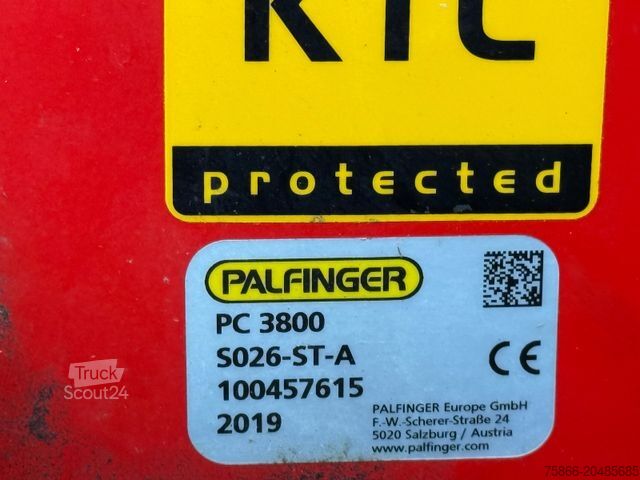 KTL
protected
PALFINGER
PC 3800
S026-ST-A
100457615
2019
PALFINGER Europe GmbH
F.-W.-Scherer-Straße 24
5020 Salzburg / Austria
www.palfinger.com
CE
Truck
Scout24
75866-20485685